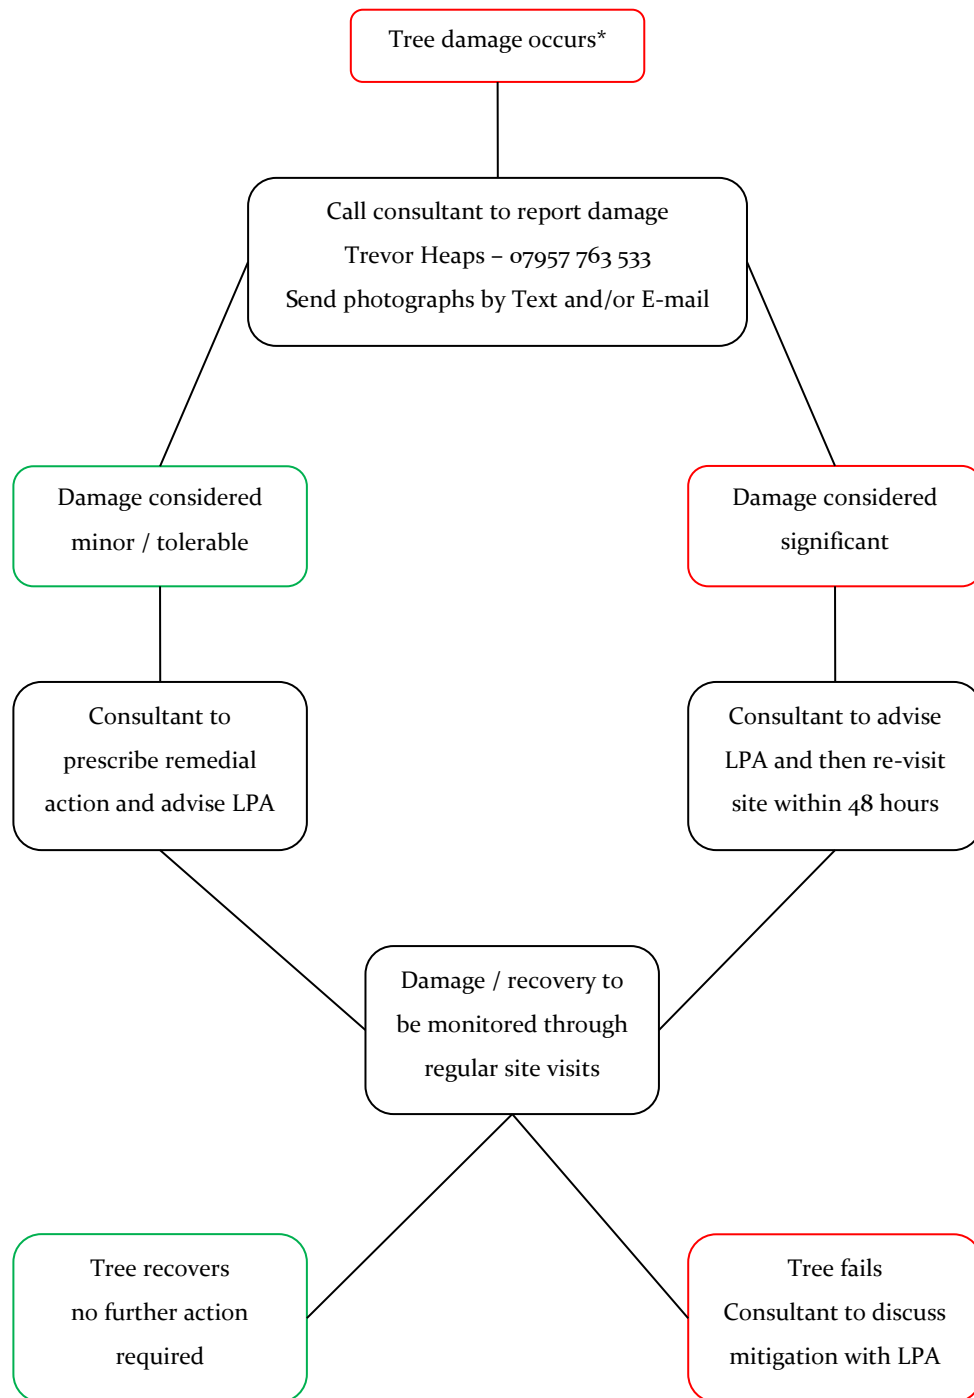 Tree damage occurs*
Call consultant to report damage
Trevor Heaps – 07957 763 533
Send photographs by Text and/or E-mail
Damage considered
minor / tolerable
Damage considered
significant
Consultant to
prescribe remedial
action and advise LPA
Consultant to advise
LPA and then re-visit
site within 48 hours
Damage / recovery to
be monitored through
regular site visits
Tree recovers
no further action
required
Tree fails
Consultant to discuss
mitigation with LPA